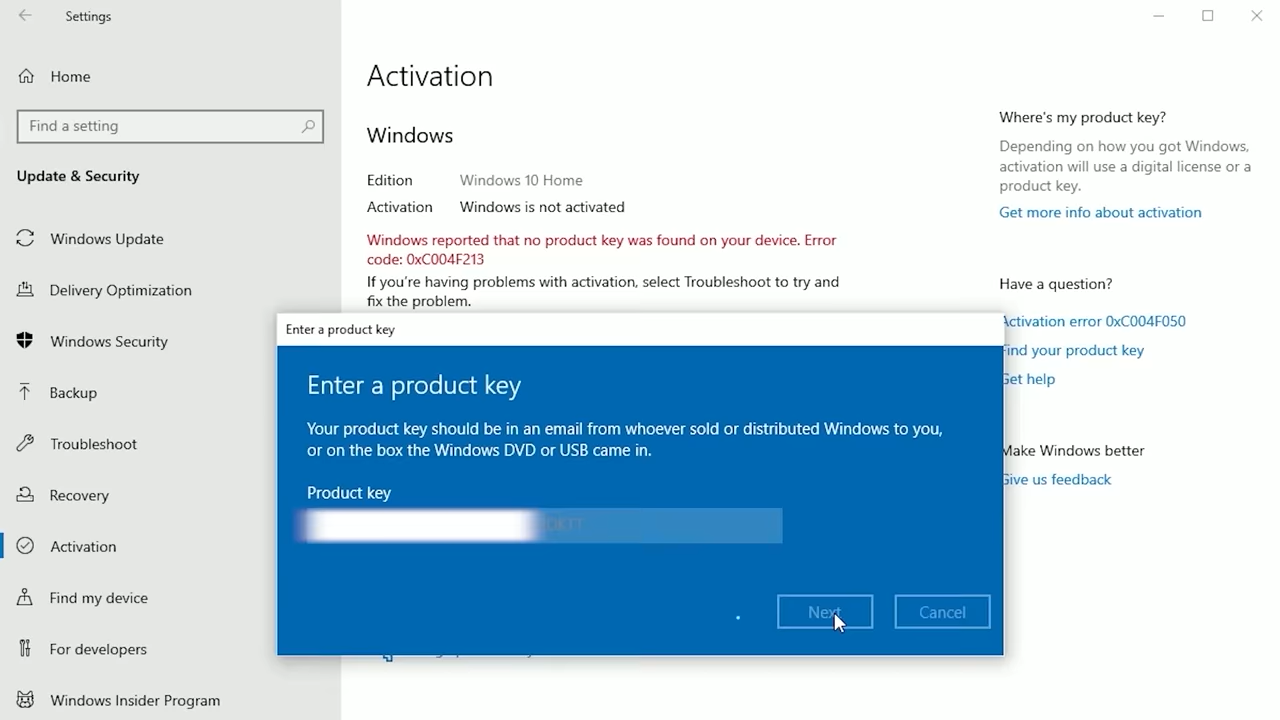 Settings
Home
Find a setting
Update & Security
Windows Update
Delivery Optimization
Windows Security
Backup
Troubleshoot
Recovery
Activation
Find my device
For developers
Windows Insider Program
Activation
Windows
Edition Windows 10 Home
Activation Windows is not activated
Windows reported that no product key was found on your device. Error
code: 0xC004F213
If you're having problems with activation, select Troubleshoot to try and
fix the problem.
Enter a product key
Enter a product key
Your product key should be in an email from whoever sold or distributed Windows to you,
or on the box the Windows DVD or USB came in.
Product key
Next
Cancel
Where's my product key?
Depending on how you got Windows,
activation will use a digital license or a
product key.
Get more info about activation
Have a question?
Activation error 0xC004F050
Find your product key
Get help
Make Windows better
Give us feedback